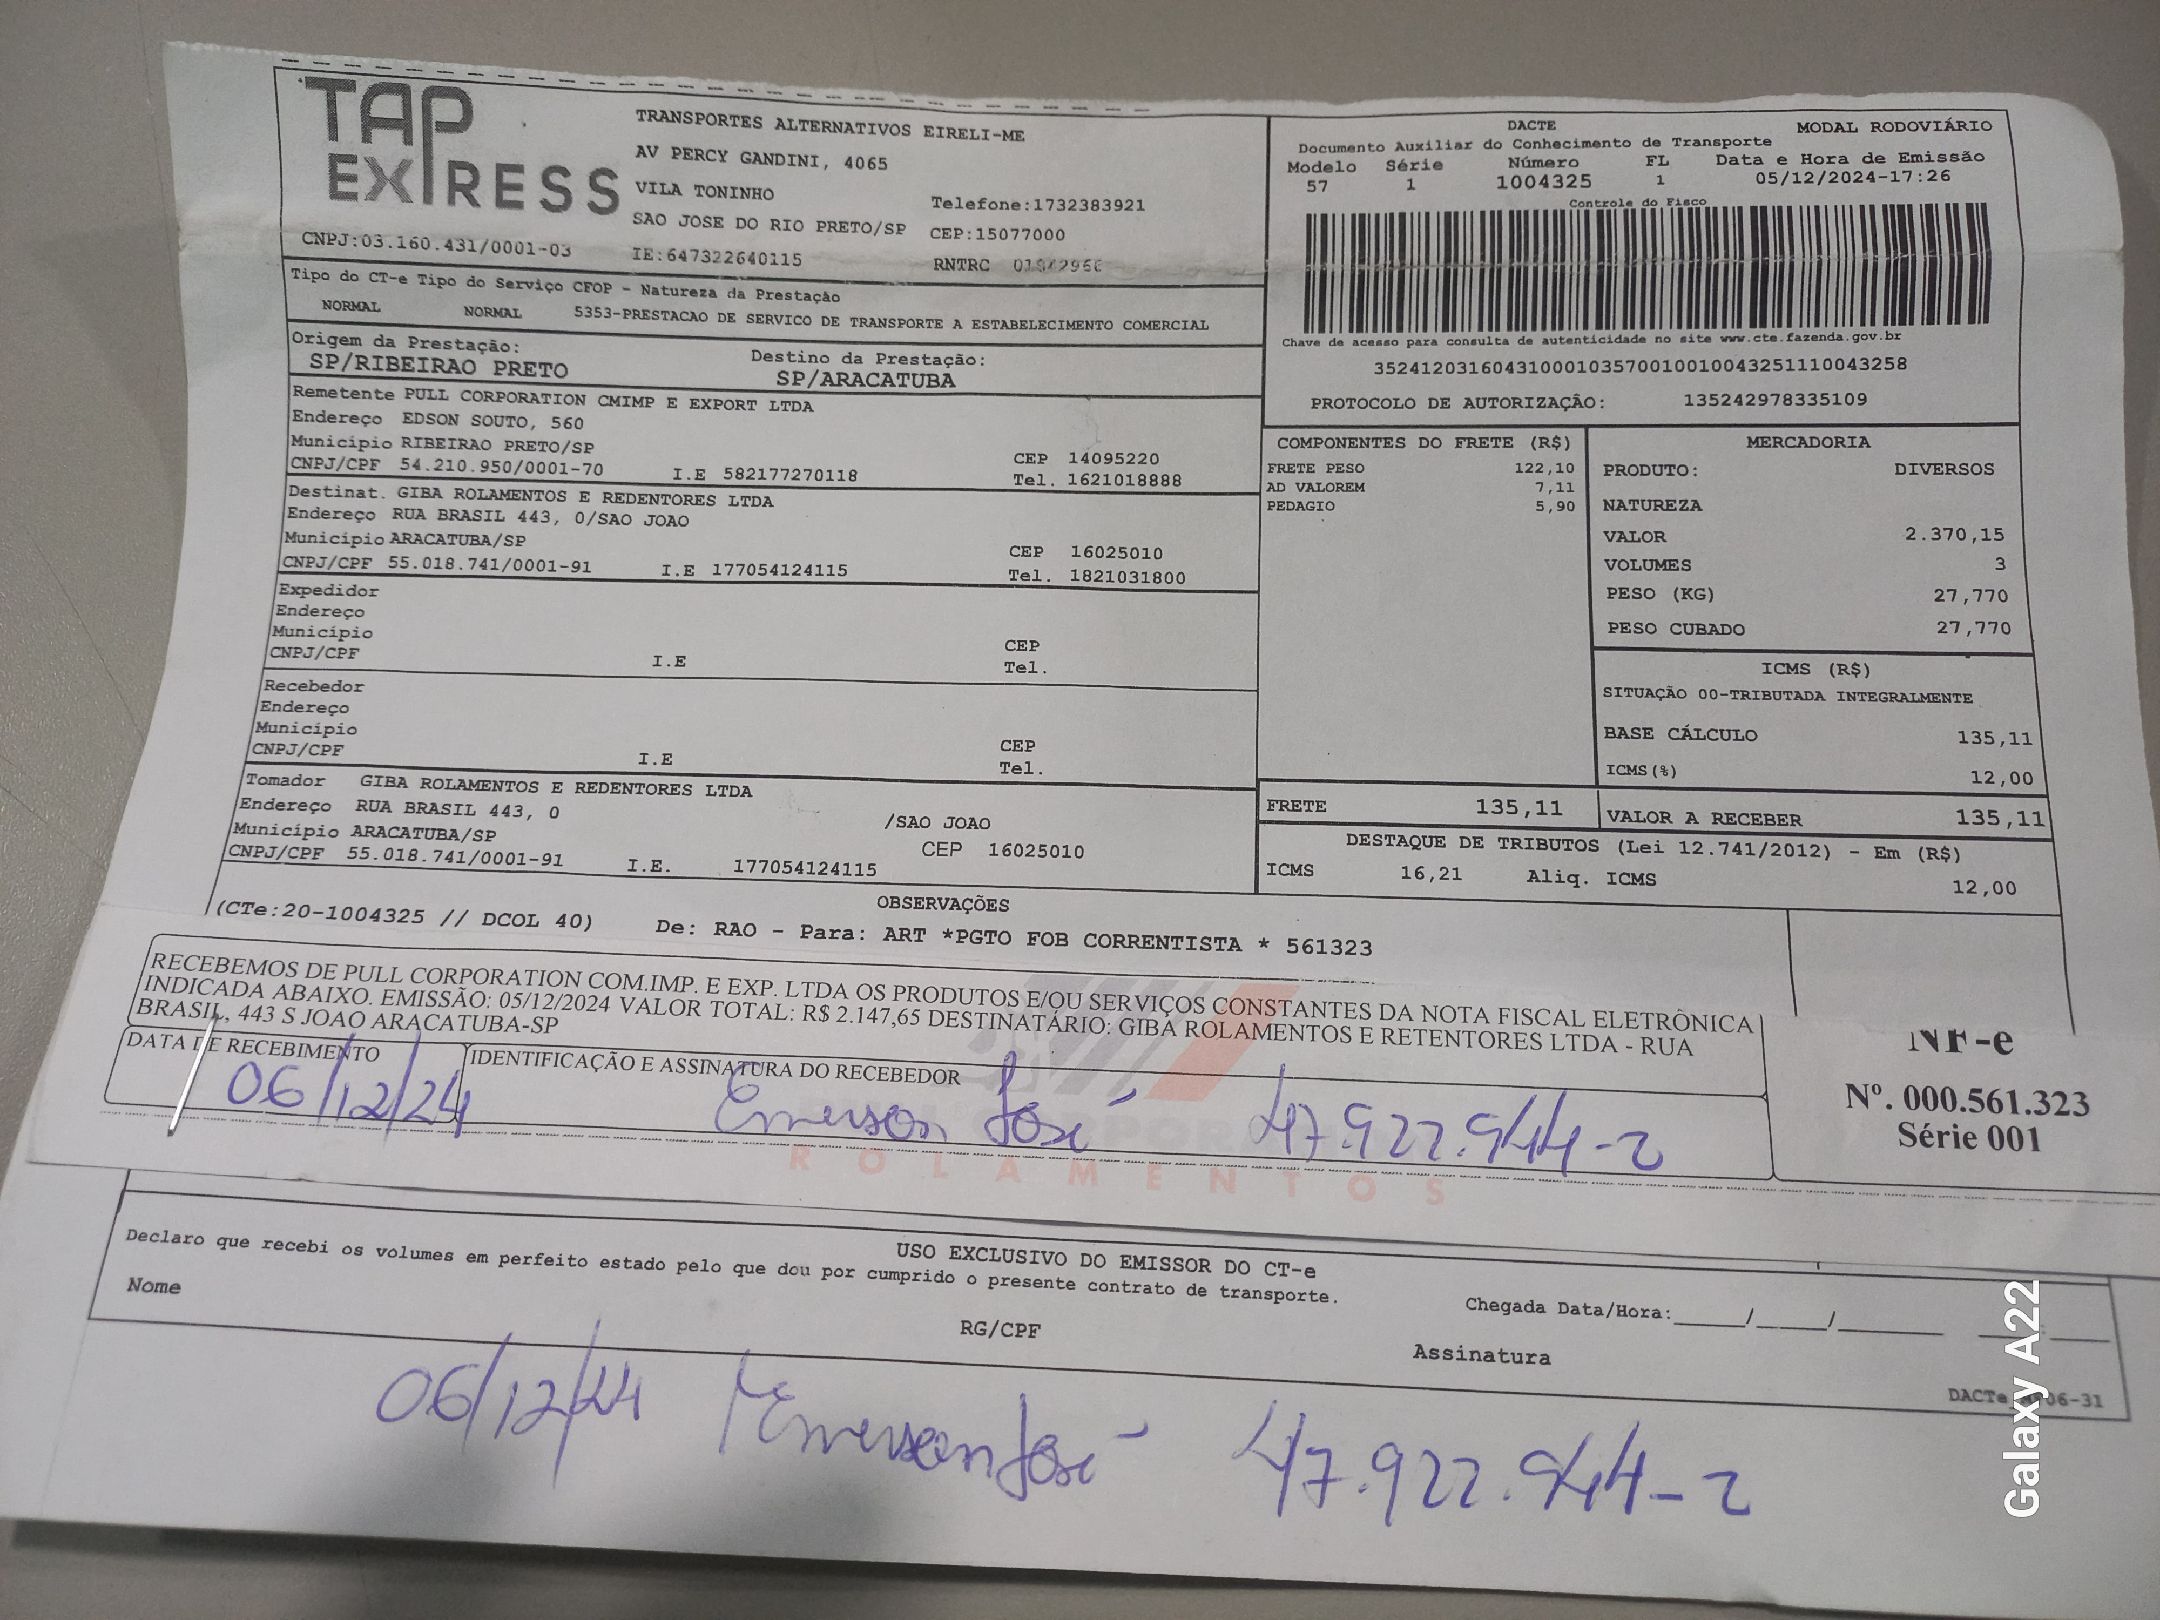 TAP EXPRESS
TRANSPORTES ALTERNATIVOS EIRELI-ME
AV PERCY GANDINI, 4065
VILA TONINHO
Telefone:1732383921
SAO JOSE DO RIO PRETO/SP CEP:15077000
CNPJ:03.160.431/0001-03 IE:647322640115 RNTRC
DACTE MODAL RODOVIÁRIO
Documento Auxiliar do Conhecimento de Transporte
Modelo Série Número FL Data e Hora de Emissão
57 1 1004325 1 05/12/2024-17:26
Controle do Fisco
Chave de acesso para consulta de autenticidade no site www.cte.fazenda.gov.br
35241203160431000103570010010043251110043258
PROTOCOLO DE AUTORIZAÇÃO: 135242978335109
Tipo do CT-e Tipo do Serviço CFOP - Natureza da Prestação
NORMAL NORMAL 5353-PRESTACAO DE SERVICO DE TRANSPORTE A ESTABELECIMENTO COMERCIAL
Origem da Prestação: Destino da Prestação:
SP/RIBEIRAO PRETO SP/ARACATUBA
Remetente PULL CORPORATION CMIMP E EXPORT LTDA
Endereço EDSON SOUTO, 560
Município RIBEIRAO PRETO/SP CEP 14095220
CNPJ/CPF 54.210.950/0001-70 I.E 582177270118 Tel. 1621018888
Destinat. GIBA ROLAMENTOS E REDENTORES LTDA
Endereço RUA BRASIL 443, 0/SAO JOAO
Município ARACATUBA/SP CEP 16025010
CNPJ/CPF 55.018.741/0001-91 I.E 177054124115 Tel. 1821031800
Expedidor
Endereço
Município CEP
CNPJ/CPF I.E Tel.
Recebedor
Endereço
Município CEP
CNPJ/CPF I.E Tel.
Tomador GIBA ROLAMENTOS E REDENTORES LTDA
Endereço RUA BRASIL 443, 0 /SAO JOAO
Município ARACATUBA/SP CEP 16025010
CNPJ/CPF 55.018.741/0001-91 I.E. 177054124115
COMPONENTES DO FRETE (R$)
FRETE PESO 122,10
AD VALOREM 7,11
PEDAGIO 5,90
MERCADORIA
PRODUTO: DIVERSOS
NATUREZA
VALOR 2.370,15
VOLUMES 3
PESO (KG) 27,770
PESO CUBADO 27,770
ICMS (R$)
SITUAÇÃO 00-TRIBUTADA INTEGRALMENTE
BASE CÁLCULO 135,11
ICMS(%) 12,00
FRETE 135,11 VALOR A RECEBER 135,11
DESTAQUE DE TRIBUTOS (Lei 12.741/2012) - Em (R$)
ICMS 16,21 Aliq. ICMS 12,00
OBSERVAÇÕES
(CTe:20-1004325 // DCOL 40) De: RAO - Para: ART *PGTO FOB CORRENTISTA * 561323
RECEBEMOS DE PULL CORPORATION COM.IMP. E EXP. LTDA OS PRODUTOS E/OU SERVIÇOS CONSTANTES DA NOTA FISCAL ELETRÔNICA
INDICADA ABAIXO. EMISSÃO: 05/12/2024 VALOR TOTAL: R$ 2.147,65 DESTINATÁRIO: GIBA ROLAMENTOS E RETENTORES LTDA - RUA
BRASIL, 443 S JOAO ARACATUBA-SP
NF-e
Nº. 000.561.323
Série 001
DATA DE RECEBIMENTO IDENTIFICAÇÃO E ASSINATURA DO RECEBEDOR
06/12/24 Emerson José 47.922.944-2
ROLAMENTOS
USO EXCLUSIVO DO EMISSOR DO CT-e
Declaro que recebi os volumes em perfeito estado pelo que dou por cumprido o presente contrato de transporte.
Nome RG/CPF Chegada Data/Hora:_____/_____/________
Assinatura
06/12/24 Emerson José 47.922.944-2
Galaxy A22